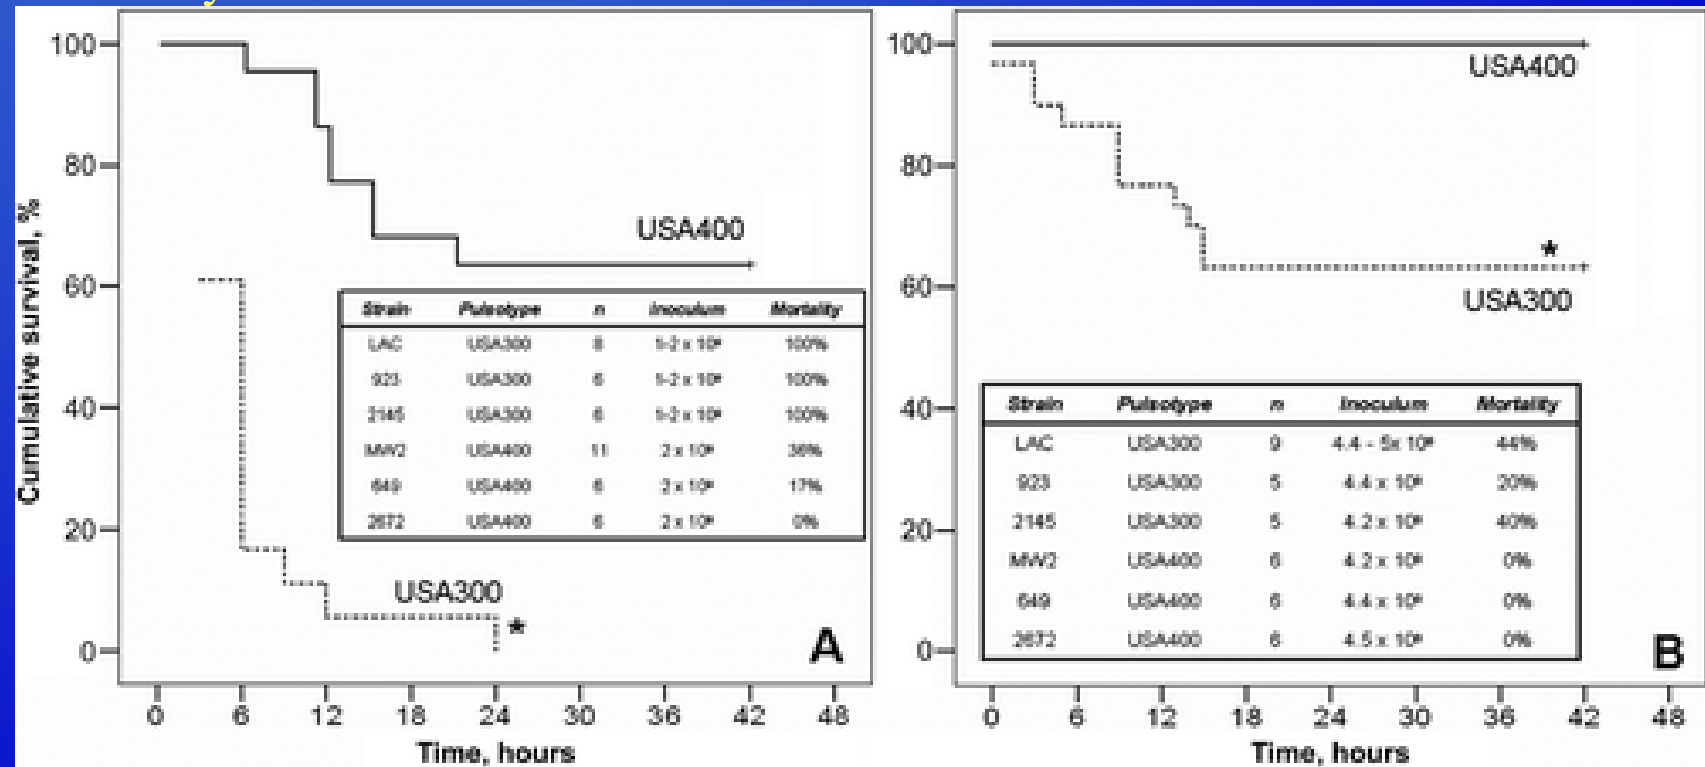 Cumulative survival, %
100
80
60
40
20
0
USA400
Strain Pulsotype n Inoculum Mortality
LAC USA300 100%
923 USA300 6 100%
2145 USA300 6 100%
MW2 USA400 11 36%
649 USA400 6 17%
2672 USA400 6 0%
USA300
*
A
0 6 12 18 24 30 36 42 48
Time, hours
100
80
60
40
20
0
USA400
*
USA300
Strain Pulsotype n Inoculum Mortality
LAC USA300 9 44%
923 USA300 5 20%
2145 USA300 5 40%
MW2 USA400 6 0%
649 USA400 6 0%
2672 USA400 6 0%
B
0 6 12 18 24 30 36 42 48
Time, hours